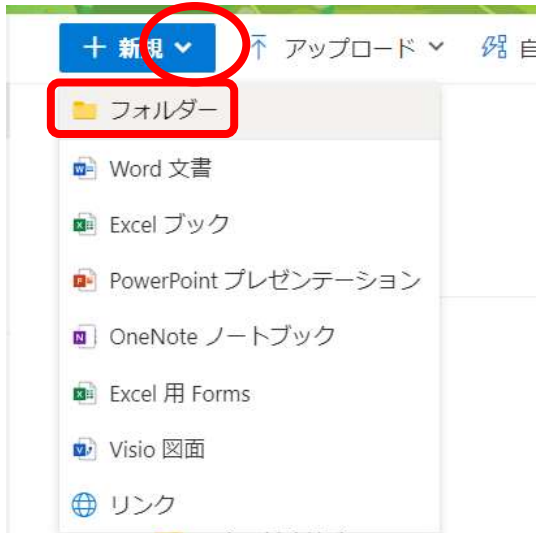 ＋ 新規 アップロード 自
フォルダー
Word 文書
Excel ブック
PowerPoint プレゼンテーション
OneNote ノートブック
Excel 用 Forms
Visio 図面
リンク